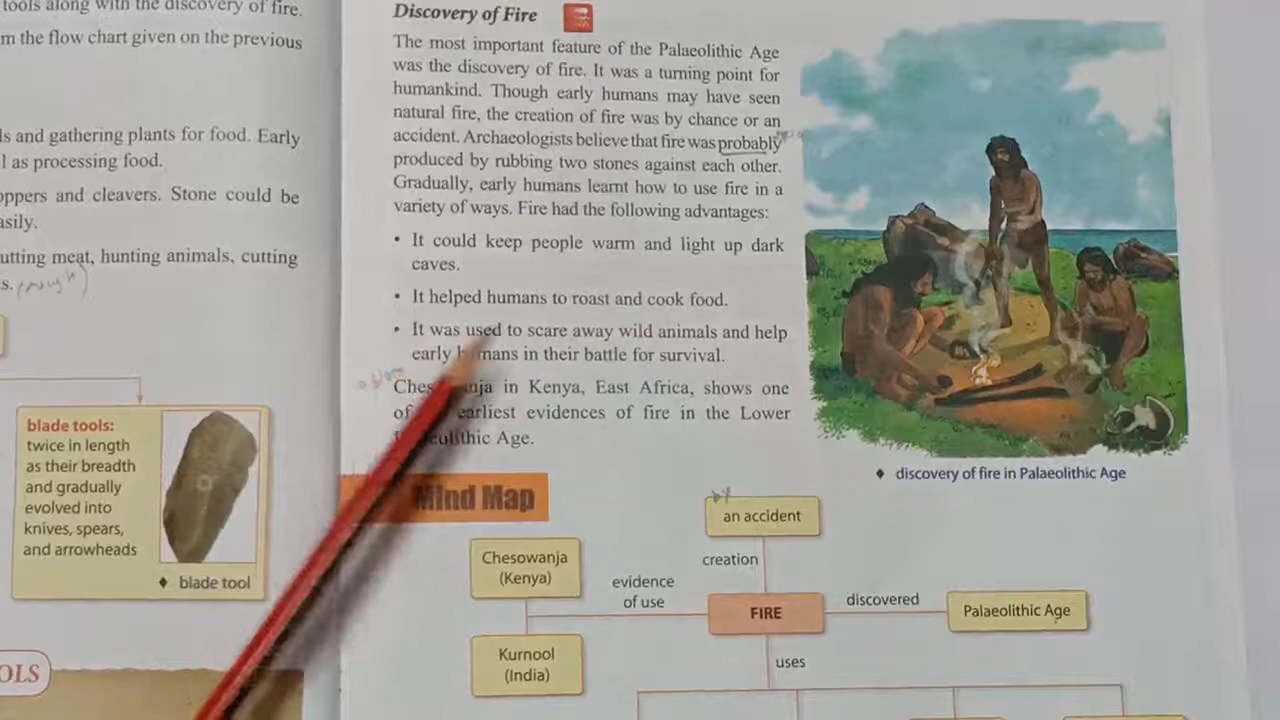 tools along with the discovery of fire.
m the flow chart given on the previous
ls and gathering plants for food. Early
l as processing food.
oppers and cleavers. Stone could be
asily.
utting meat, hunting animals, cutting
s.
blade tools:
twice in length
as their breadth
and gradually
evolved into
knives, spears,
and arrowheads
♦ blade tool
OLS
Discovery of Fire
The most important feature of the Palaeolithic Age
was the discovery of fire. It was a turning point for
humankind. Though early humans may have seen
natural fire, the creation of fire was by chance or an
accident. Archaeologists believe that fire was probably
produced by rubbing two stones against each other.
Gradually, early humans learnt how to use fire in a
variety of ways. Fire had the following advantages:
• It could keep people warm and light up dark
caves.
• It helped humans to roast and cook food.
• It was used to scare away wild animals and help
early humans in their battle for survival.
in Kenya, East Africa, shows one
of earliest evidences of fire in the Lower
Age.
♦ discovery of fire in Palaeolithic Age
Mind Map
by
an accident
creation
Chesowanja
(Kenya)
evidence
of use
FIRE
discovered
Palaeolithic Age
Kurnool
(India)
uses